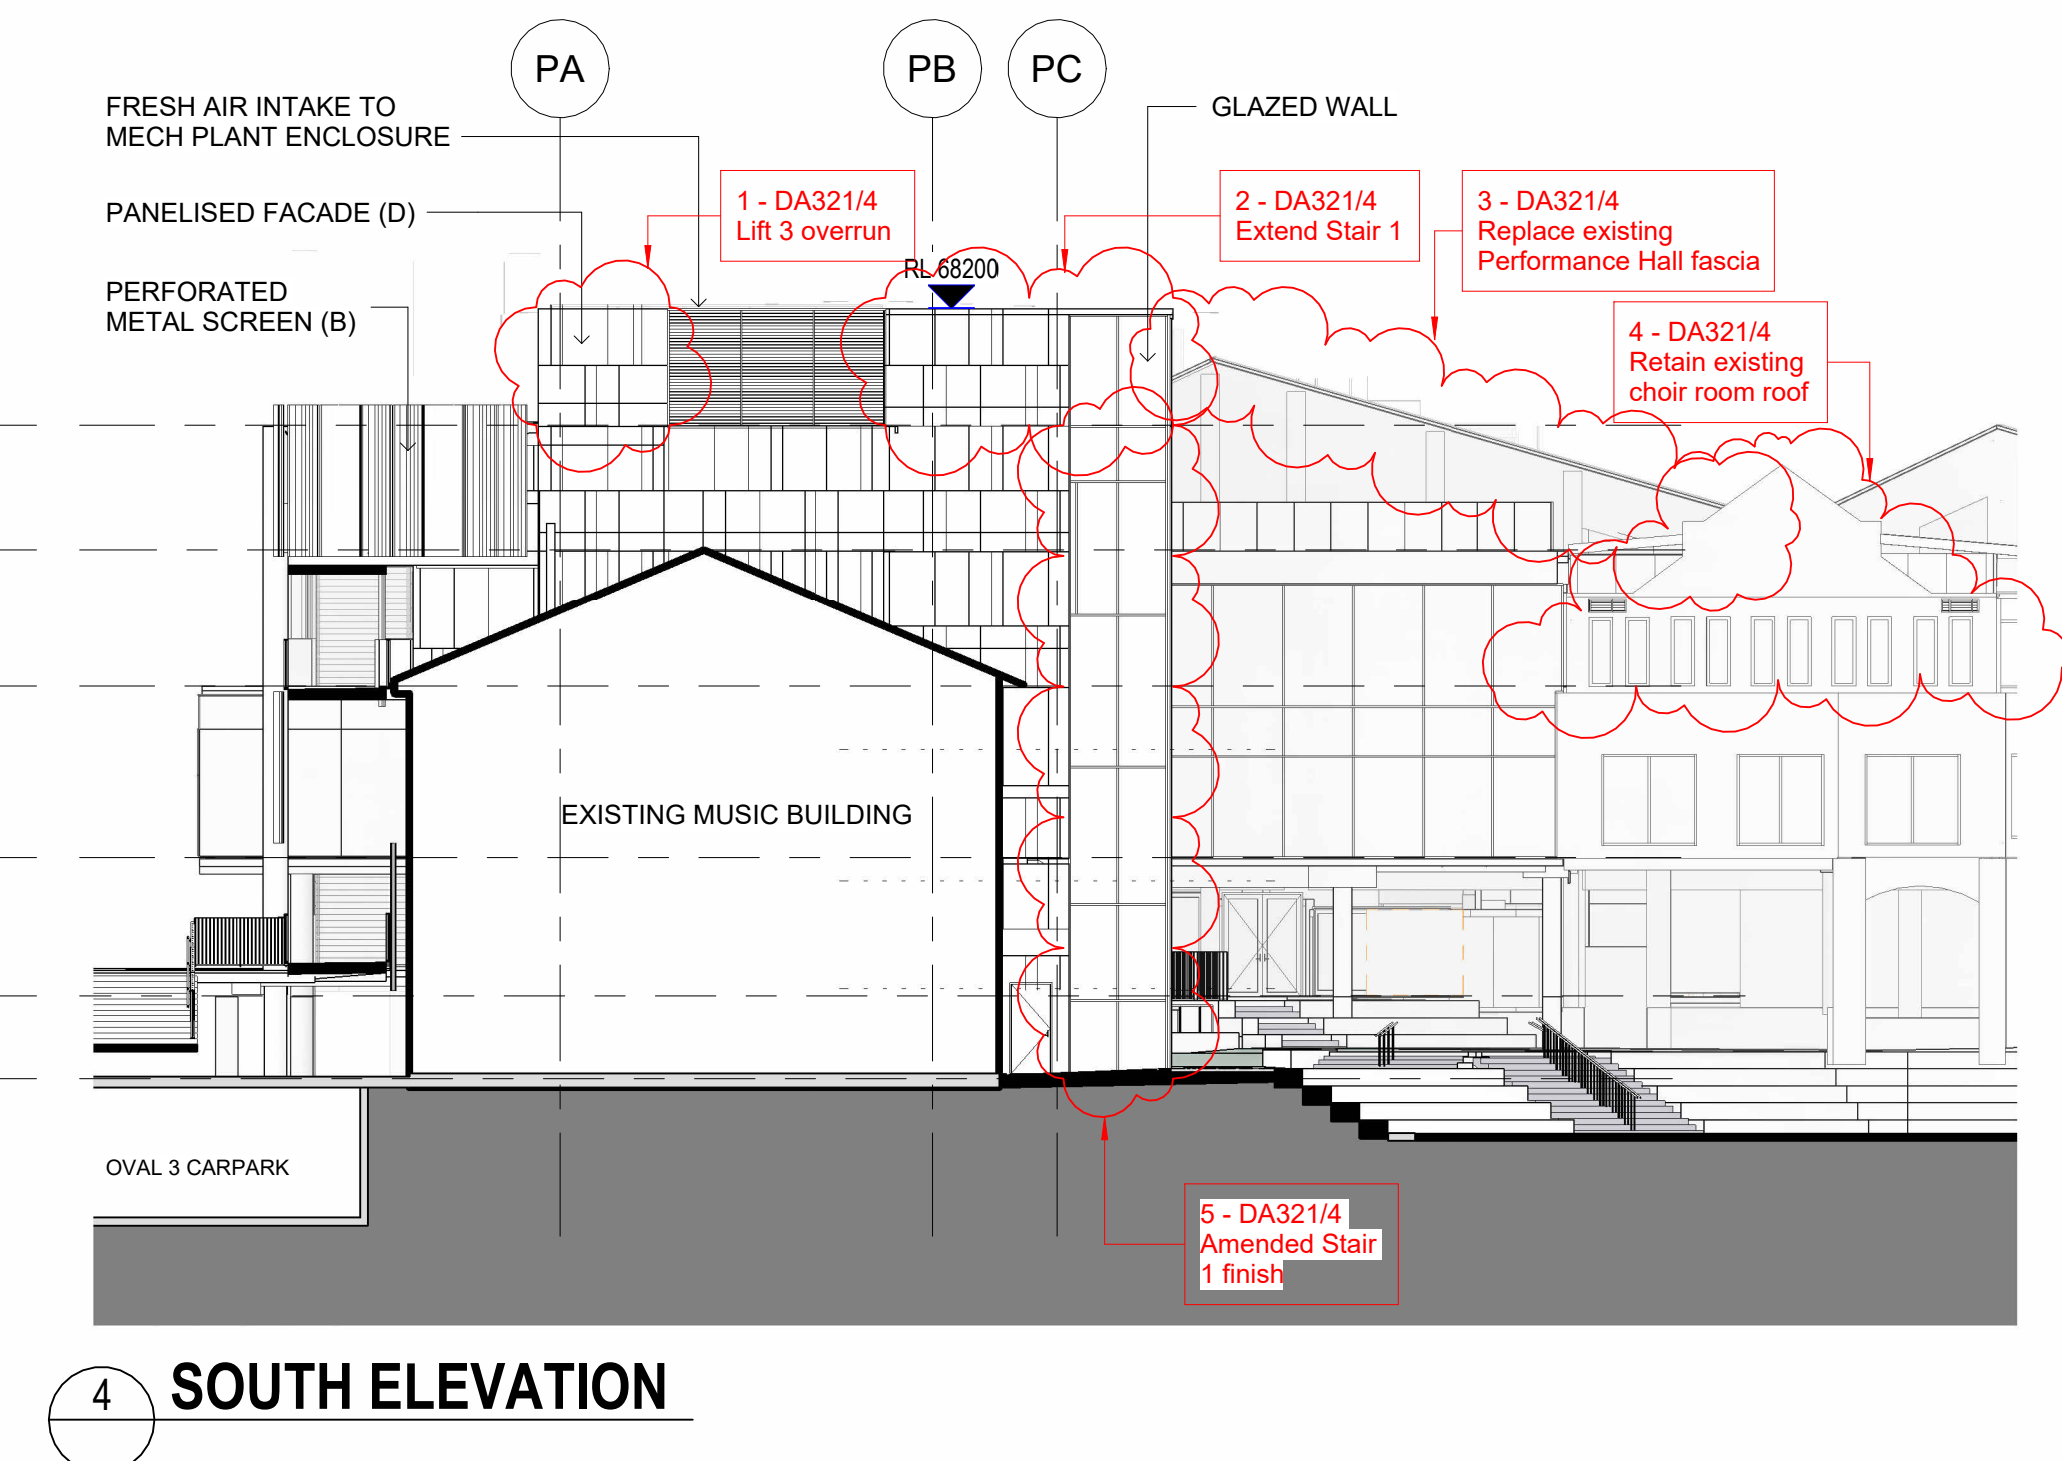 PA
PB
PC
FRESH AIR INTAKE TO
MECH PLANT ENCLOSURE
GLAZED WALL
PANELISED FACADE (D)
1 - DA321/4
Lift 3 overrun
2 - DA321/4
Extend Stair 1
3 - DA321/4
Replace existing
Performance Hall fascia
RL 68200
PERFORATED
METAL SCREEN (B)
4 - DA321/4
Retain existing
choir room roof
EXISTING MUSIC BUILDING
OVAL 3 CARPARK
5 - DA321/4
Amended Stair
1 finish
4
SOUTH ELEVATION